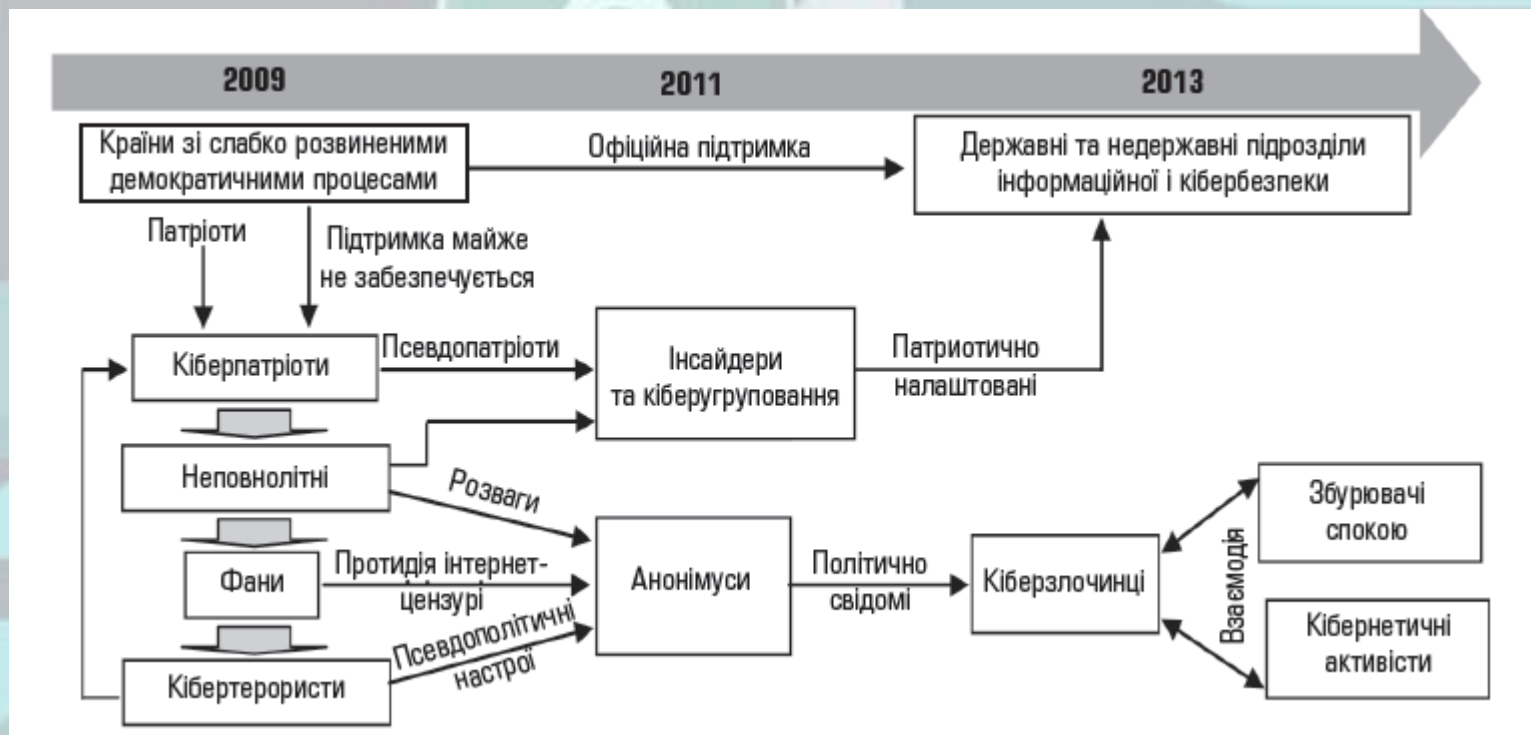 2009
2011
2013
Країни зі слабко розвиненими
демократичними процесами
Офіційна підтримка
Державні та недержавні підрозділи
інформаційної і кібербезпеки
Патріоти
Підтримка майже
не забезпечується
Кіберпатріоти
Псевдопатріоти
Інсайдери
та кіберугруповання
Патриотично
налаштовані
Неповнолітні
Розваги
Фани
Протидія інтернет-
цензурі
Анонімуси
Політично
свідомі
Кіберзлочинці
Взаємодія
Збурювачі
спокою
Кібернетичні
активісти
Кібертерористи
Псевдополітичні
настрої